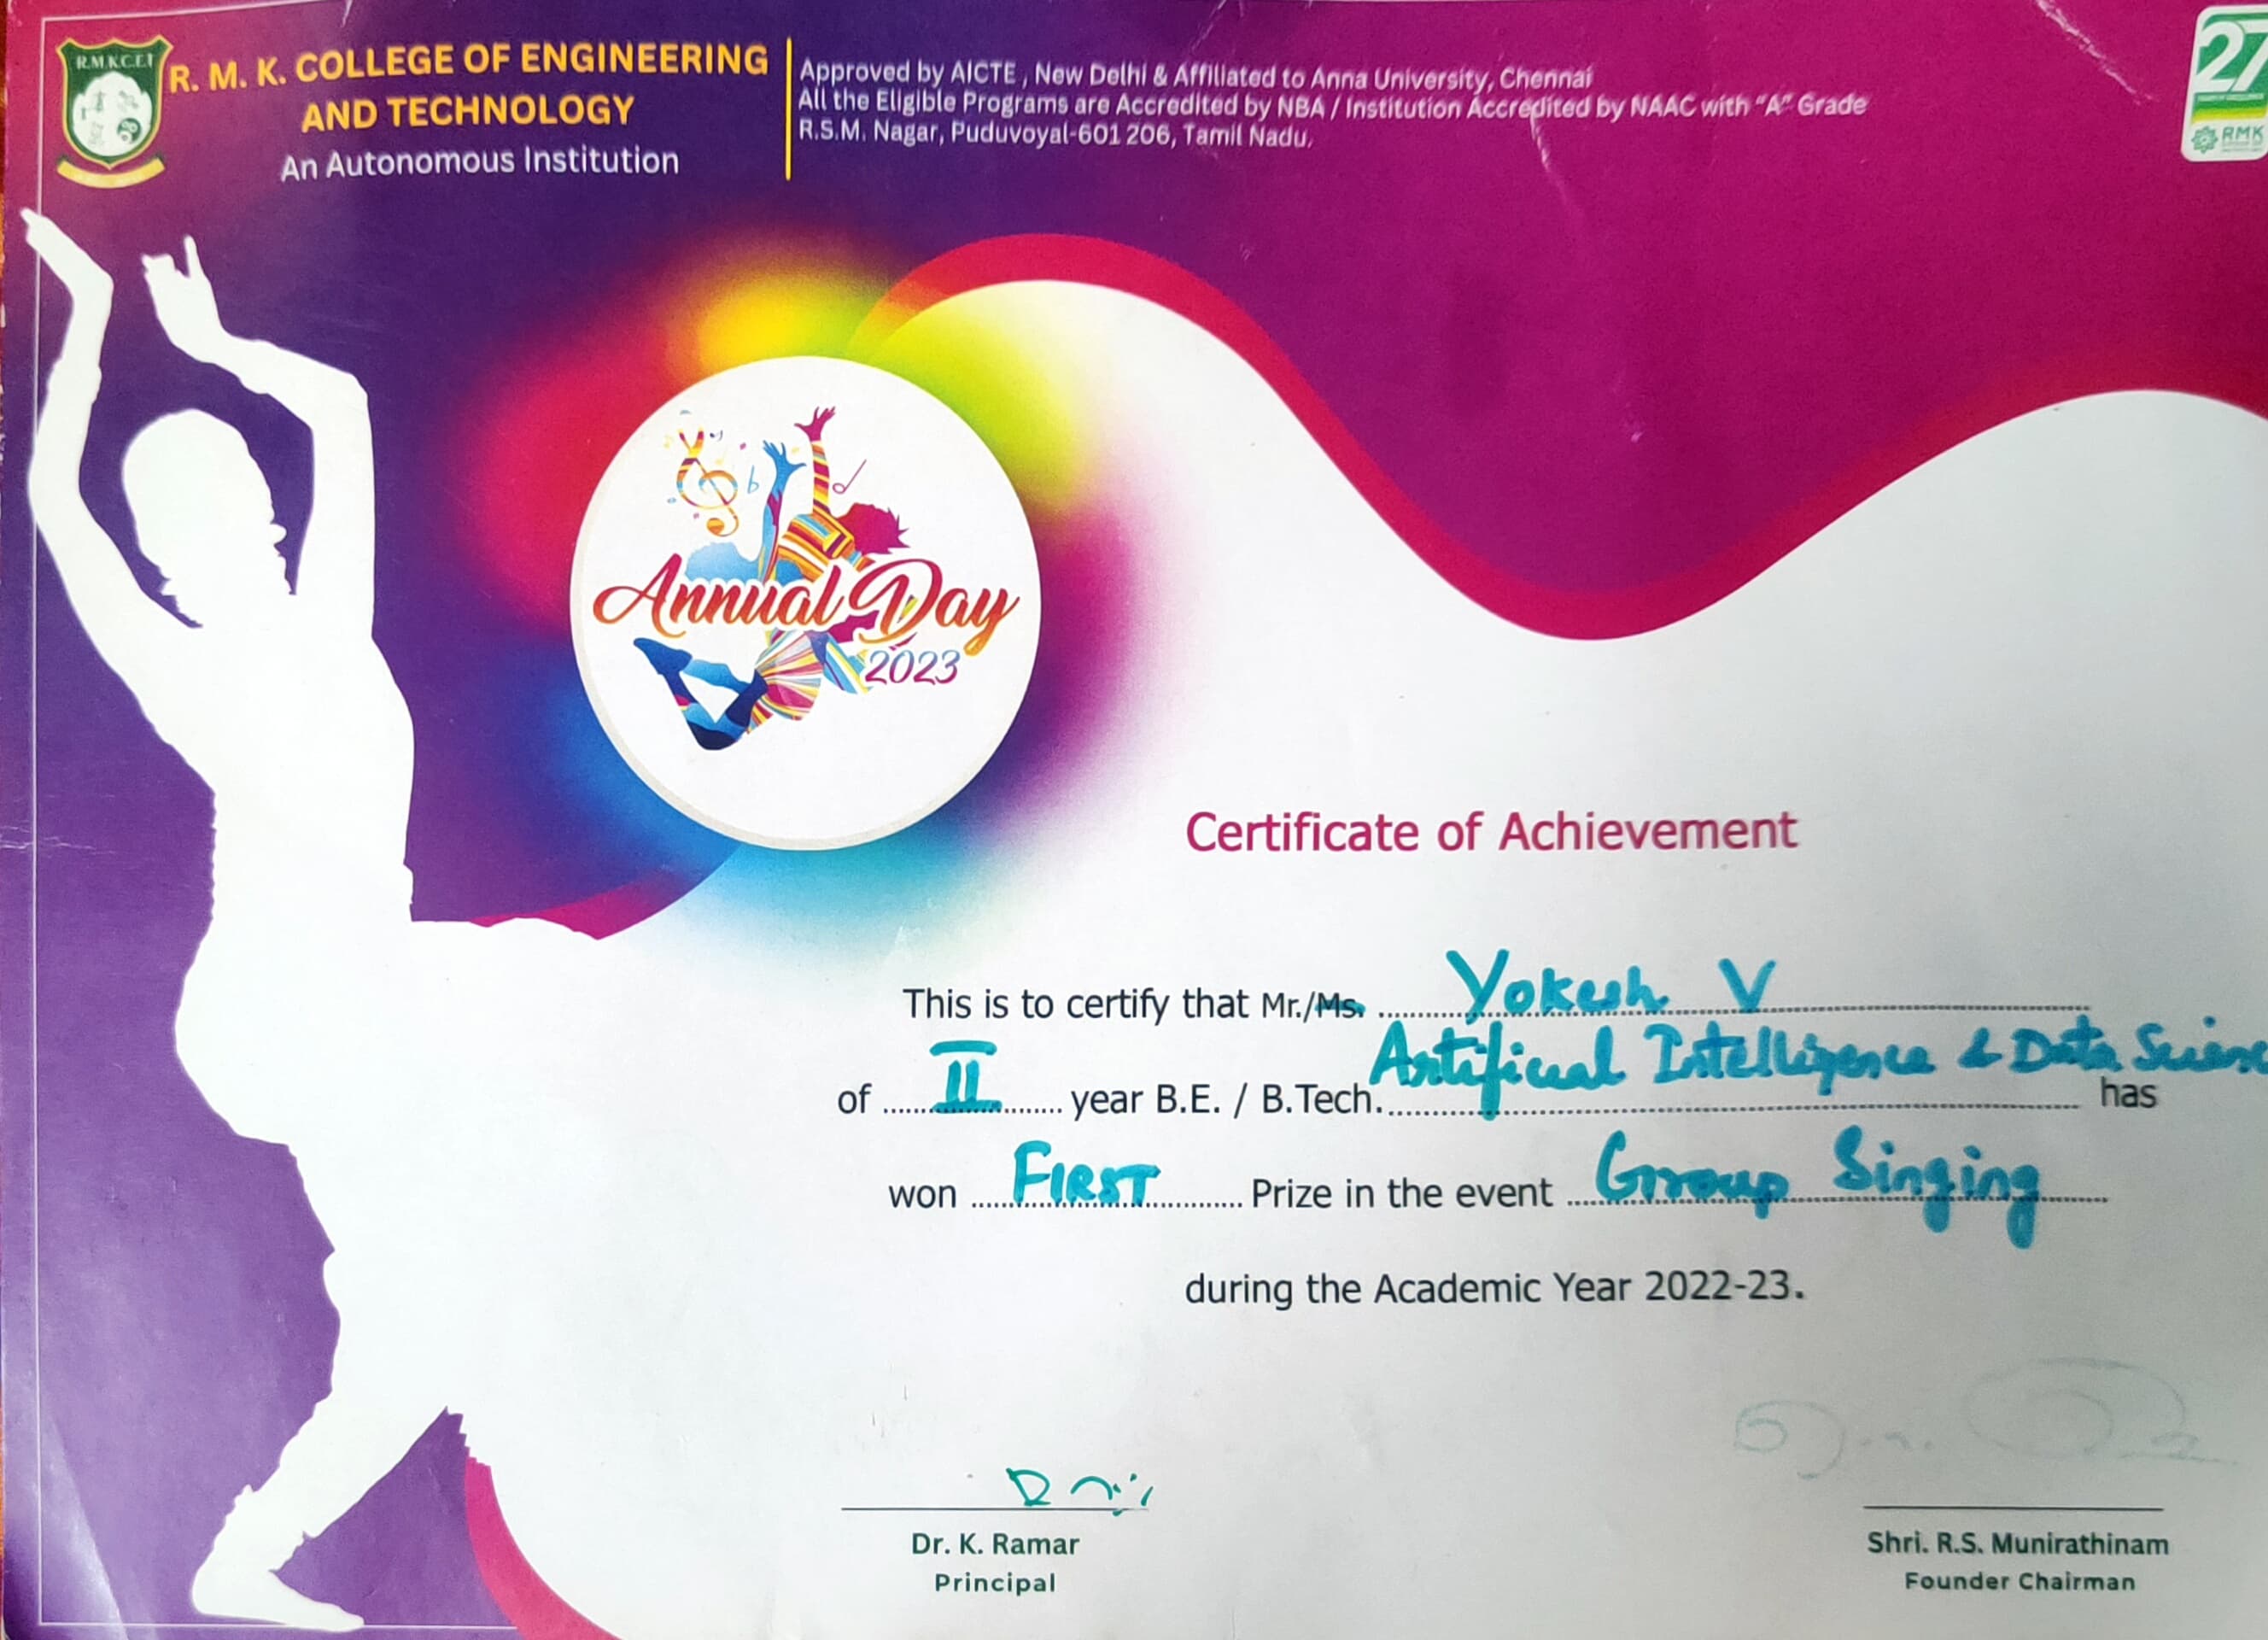 R.M.K.C.E.T
R. M. K. COLLEGE OF ENGINEERING
AND TECHNOLOGY
An Autonomous Institution
Approved by AICTE , New Delhi & Affiliated to Anna University, Chennai
All the Eligible Programs are Accredited by NBA / Institution Accredited by NAAC with "A" Grade
R.S.M. Nagar, Puduvoyal-601 206, Tamil Nadu.
27
RMK
Annual Day
2023
Certificate of Achievement
This is to certify that Mr./Ms. Yokesh V
of II year B.E. / B.Tech. Artificial Intelligence & Data Science has
won FIRST Prize in the event Group Singing
during the Academic Year 2022-23.
Dr. K. Ramar
Principal
Shri. R.S. Munirathinam
Founder Chairman